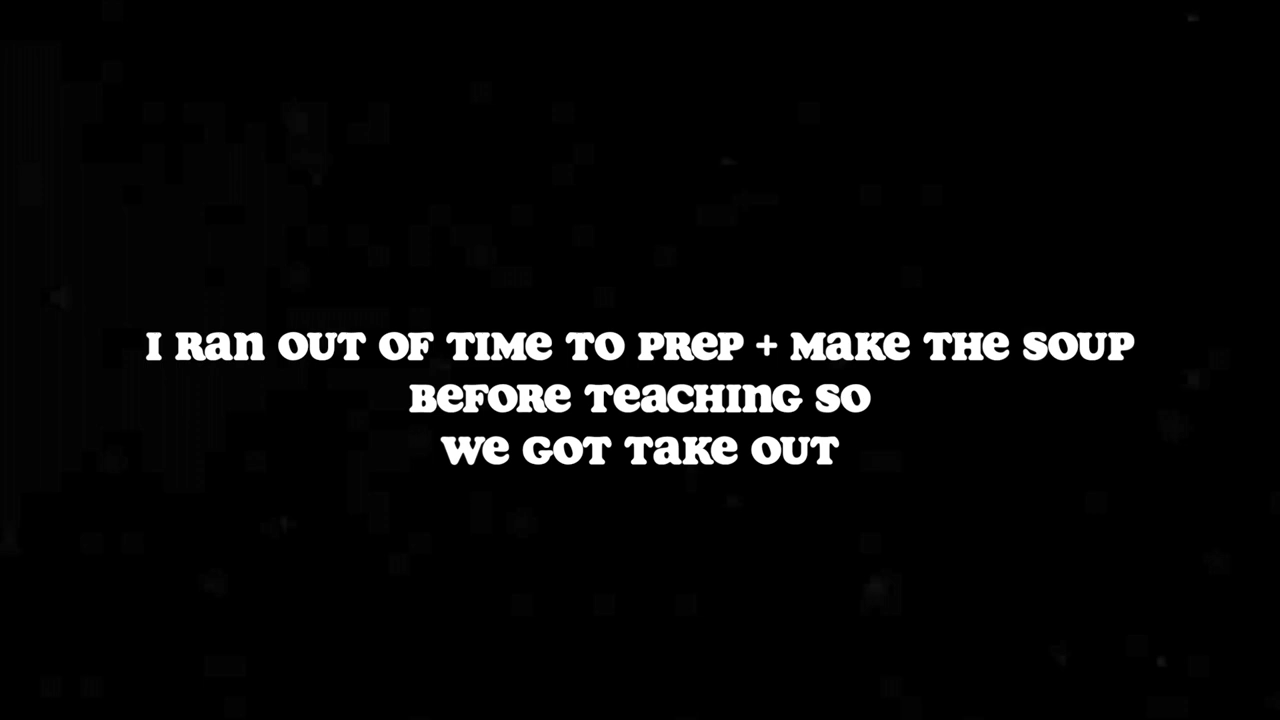 I RAN OUT OF TIME TO PREP + MAKE THE SOUP
BEFORE TEACHING SO
WE GOT TAKE OUT